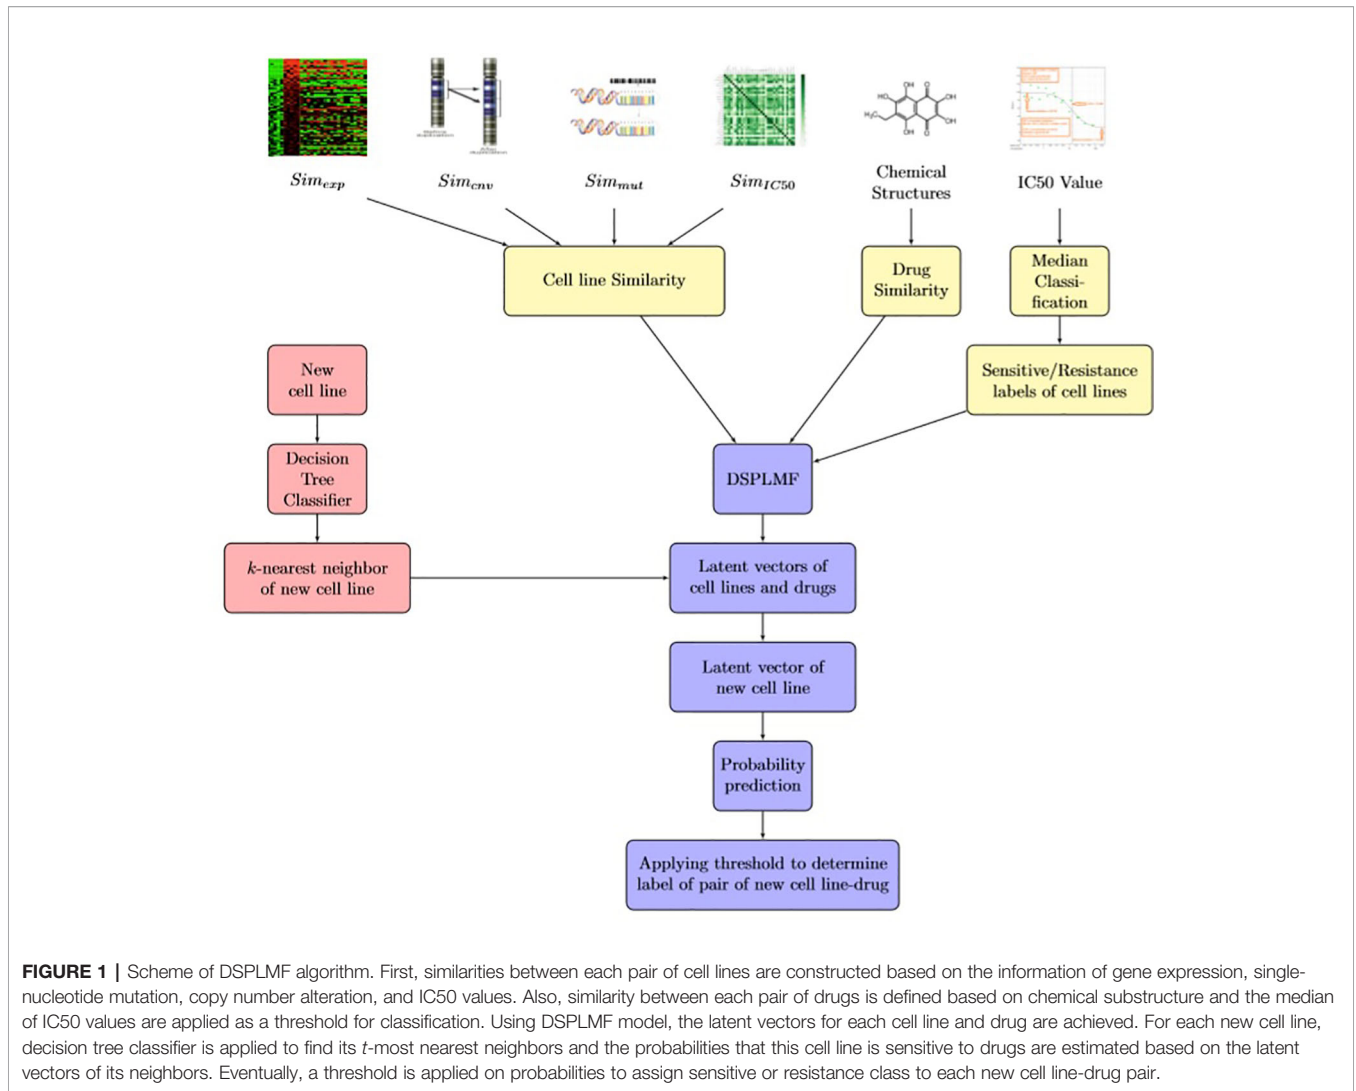 Sim_exp
Sim_cnv
Sim_mut
Sim_IC50
Chemical
Structures
IC50 Value
OH
O
HO
OH
H₃C
OH
OH
O
Cell line Similarity
Drug
Similarity
Median
Classi-
fication
New
cell line
Sensitive/Resistance
labels of cell lines
Decision
Tree
Classifier
DSPLMF
k-nearest neighbor
of new cell line
Latent vectors of
cell lines and drugs
Latent vector of
new cell line
Probability
prediction
Applying threshold to determine
label of pair of new cell line-drug
FIGURE 1 | Scheme of DSPLMF algorithm. First, similarities between each pair of cell lines are constructed based on the information of gene expression, single-
nucleotide mutation, copy number alteration, and IC50 values. Also, similarity between each pair of drugs is defined based on chemical substructure and the median
of IC50 values are applied as a threshold for classification. Using DSPLMF model, the latent vectors for each cell line and drug are achieved. For each new cell line,
decision tree classifier is applied to find its t-most nearest neighbors and the probabilities that this cell line is sensitive to drugs are estimated based on the latent
vectors of its neighbors. Eventually, a threshold is applied on probabilities to assign sensitive or resistance class to each new cell line-drug pair.